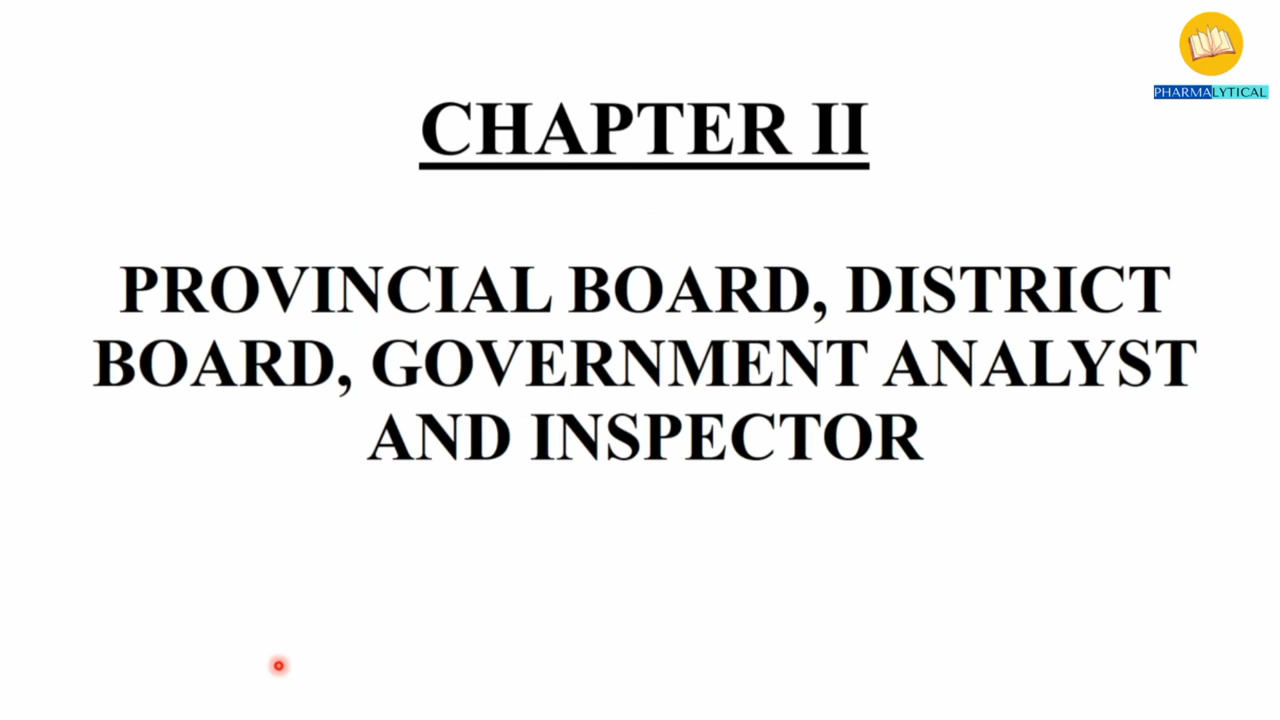 PHARMALYTICAL
CHAPTER II
PROVINCIAL BOARD, DISTRICT
BOARD, GOVERNMENT ANALYST
AND INSPECTOR